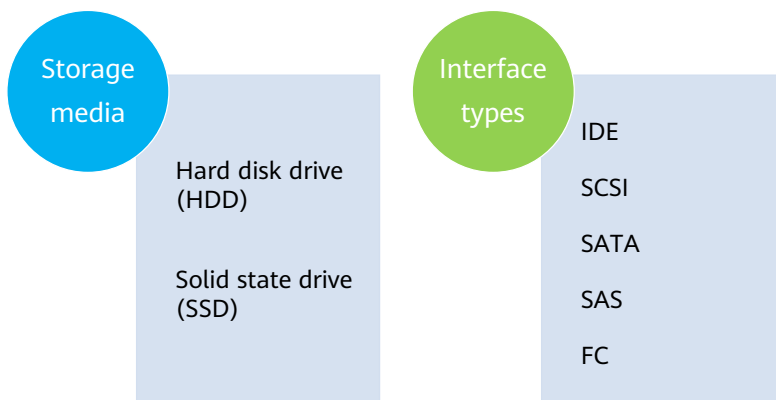 Storage
media
Hard disk drive
(HDD)
Solid state drive
(SSD)
Interface
types
IDE
SCSI
SATA
SAS
FC